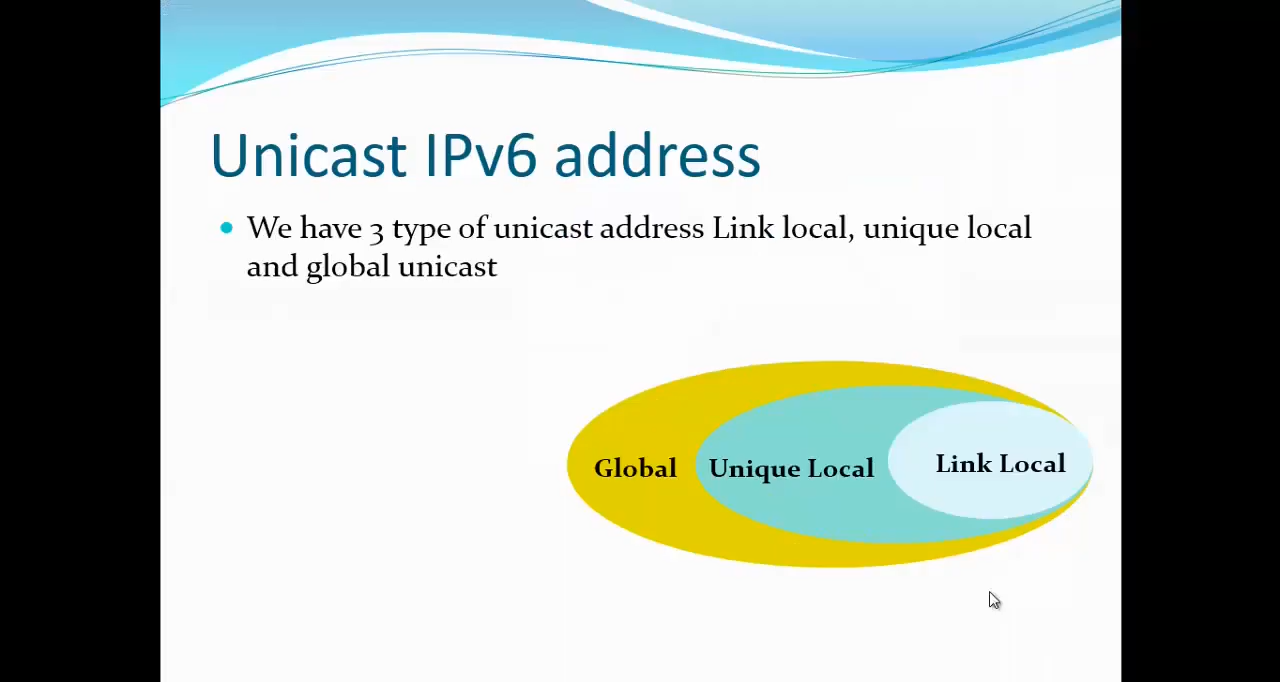 Unicast IPv6 address
We have 3 type of unicast address Link local, unique local
and global unicast
Global
Unique Local
Link Local